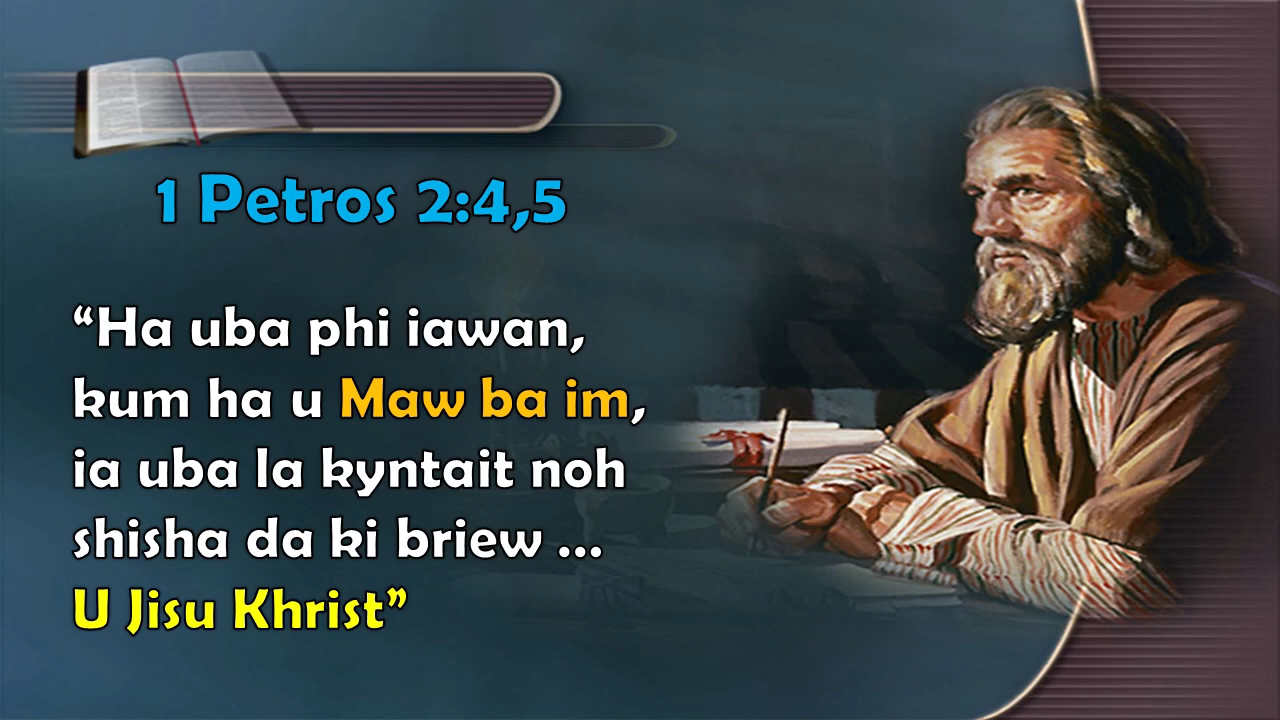 1 Petros 2:4,5
“Ha uba phi iawan,
kum ha u Maw ba im,
ia uba la kyntait noh
shisha da ki briew ...
U Jisu Khrist”